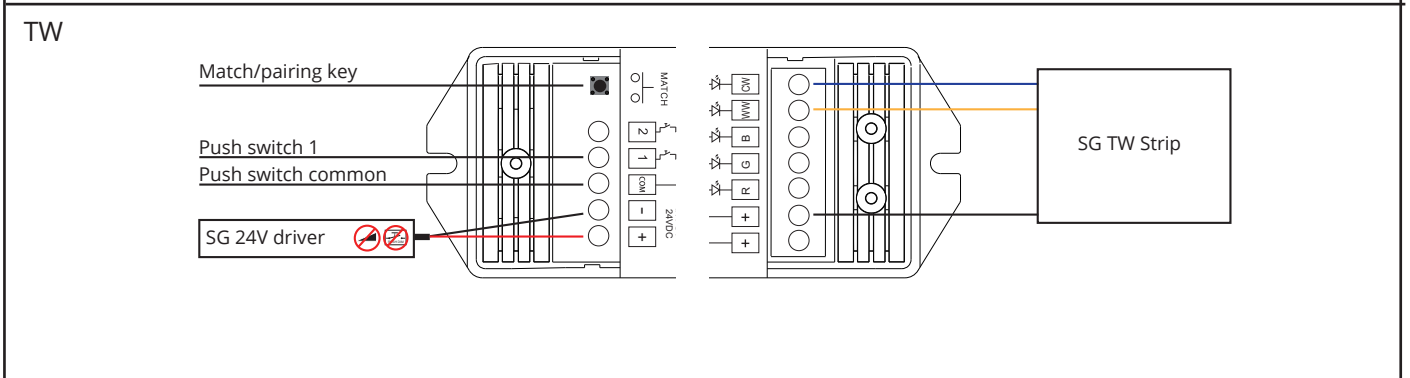 TW
Match/pairing key
Push switch 1
Push switch common
SG 24V driver
MATCH
2
1
COM
-
+
24VDC
CW
WW
B
G
R
+
+
SG TW Strip